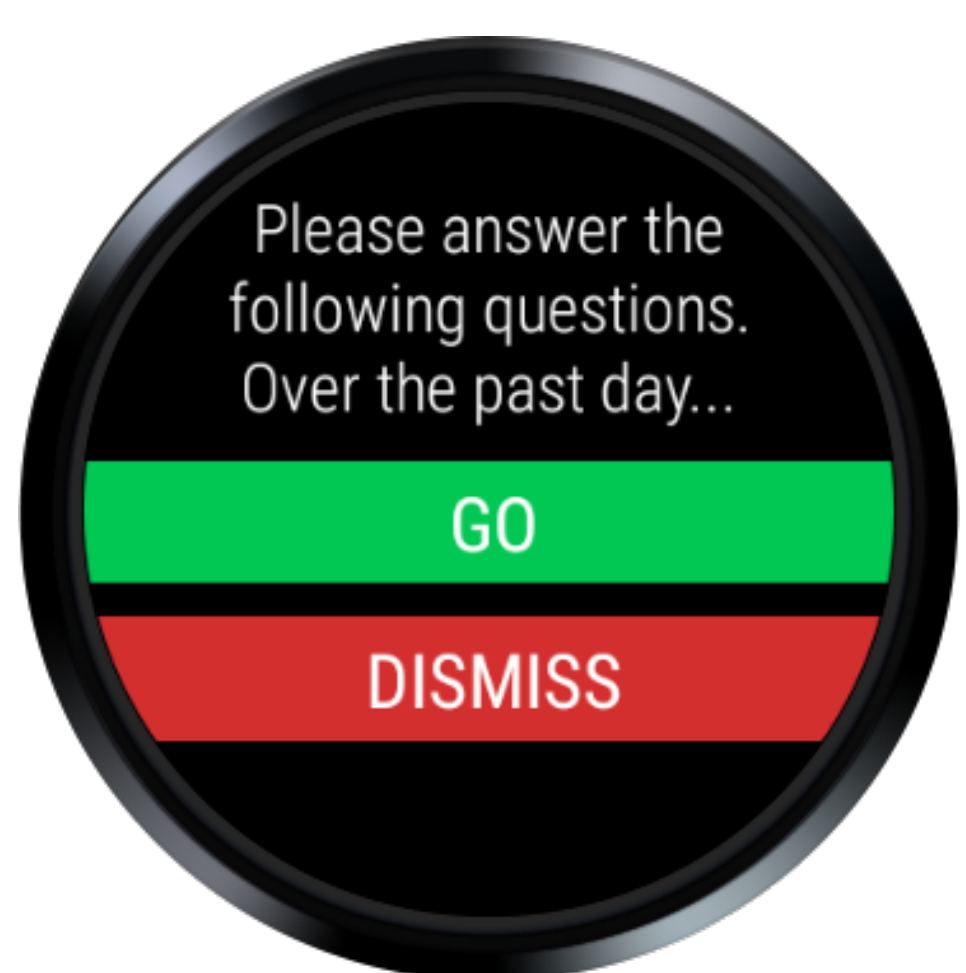 Please answer the
following questions.
Over the past day...
GO
DISMISS